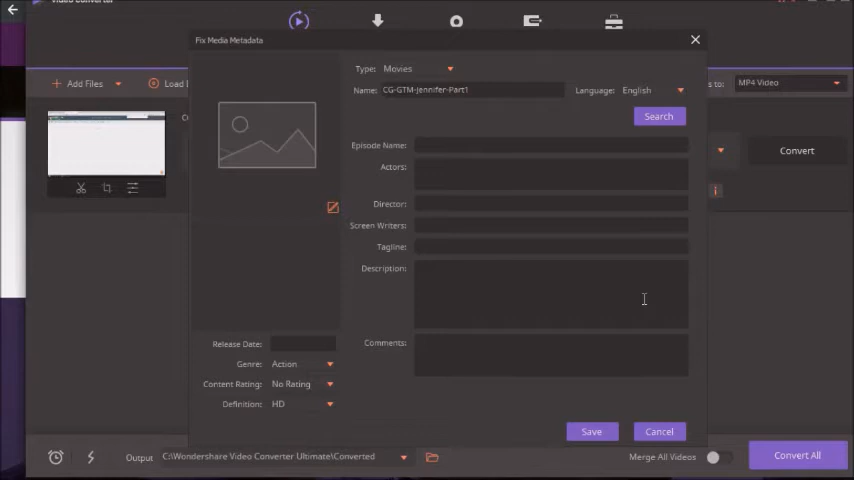 Video Converter
Fix Media Metadata
Add Files
Load
MP4 Video
Type: Movies
Name: CG-GTM-Jennifer-Part1
Language: English
Search
Episode Name:
Actors:
Director:
Screen Writers:
Tagline:
Description:
Comments:
Convert
i
Release Date:
Genre: Action
Content Rating: No Rating
Definition: HD
Save
Cancel
Output C:\Wondershare Video Converter Ultimate\Converted
Merge All Videos
Convert All